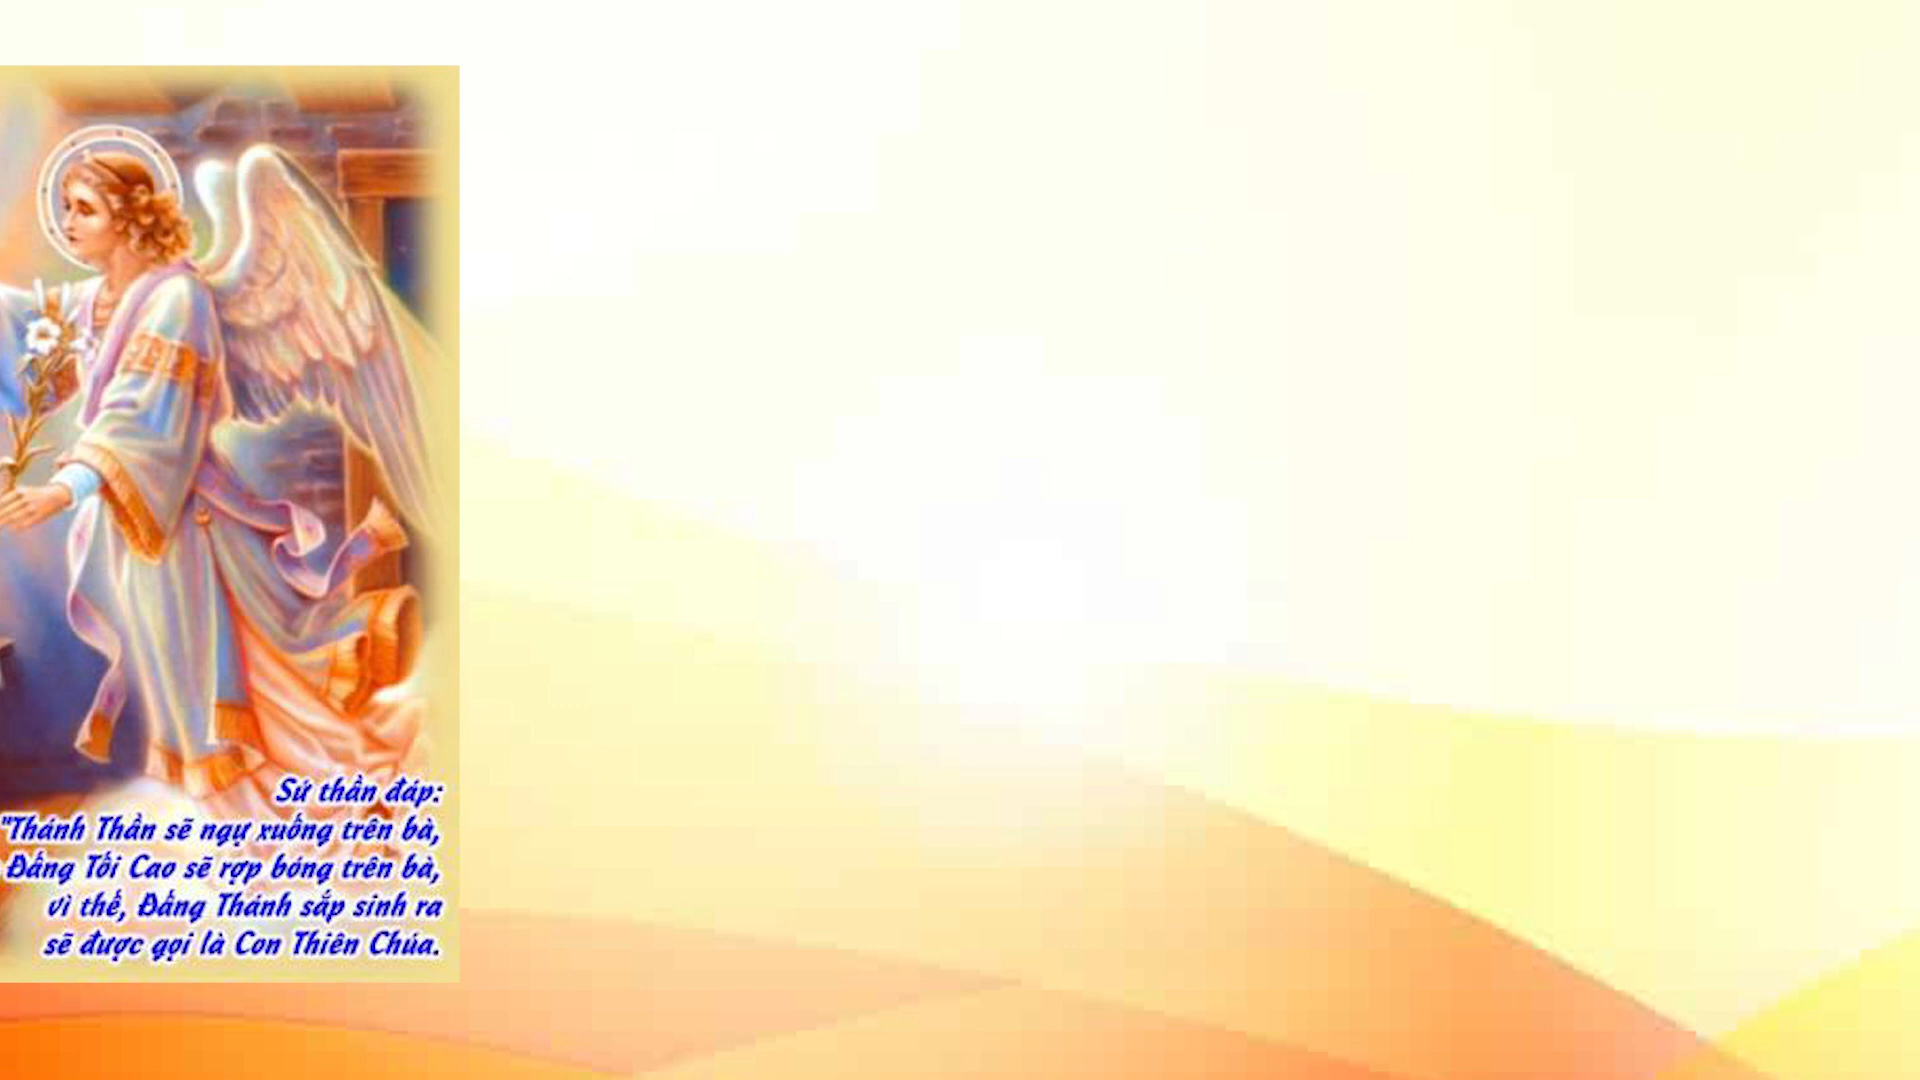 Sứ thần đáp:
"Thánh Thần sẽ ngự xuống trên bà,
Đấng Tối Cao sẽ rợp bóng trên bà,
vì thế, Đấng Thánh sắp sinh ra
sẽ được gọi là Con Thiên Chúa.